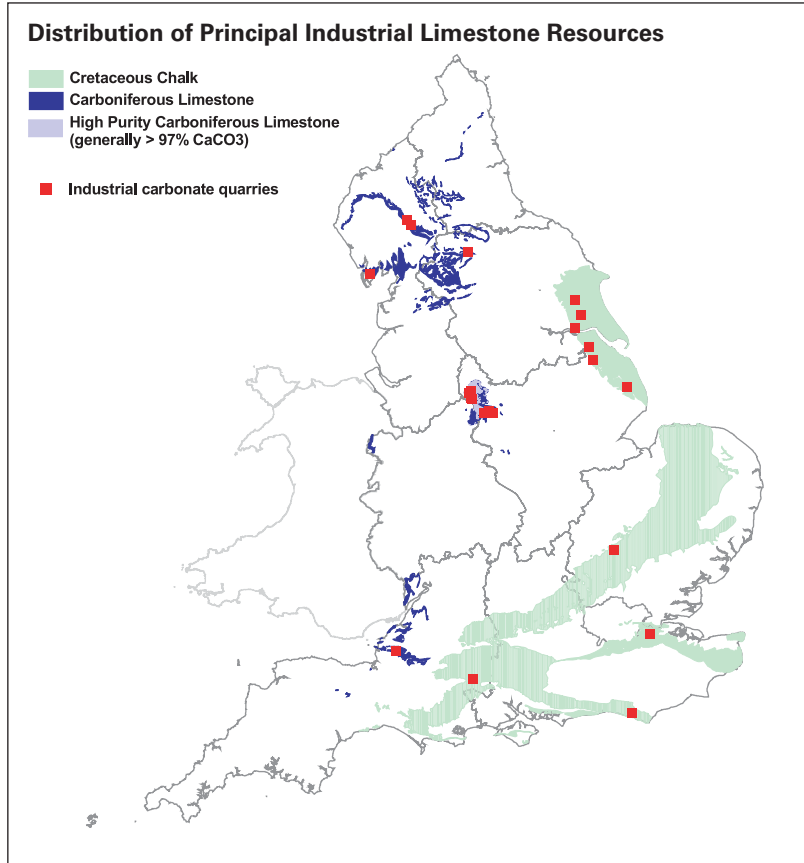 Distribution of Principal Industrial Limestone Resources
Cretaceous Chalk
Carboniferous Limestone
High Purity Carboniferous Limestone
(generally > 97% CaCO3)
Industrial carbonate quarries